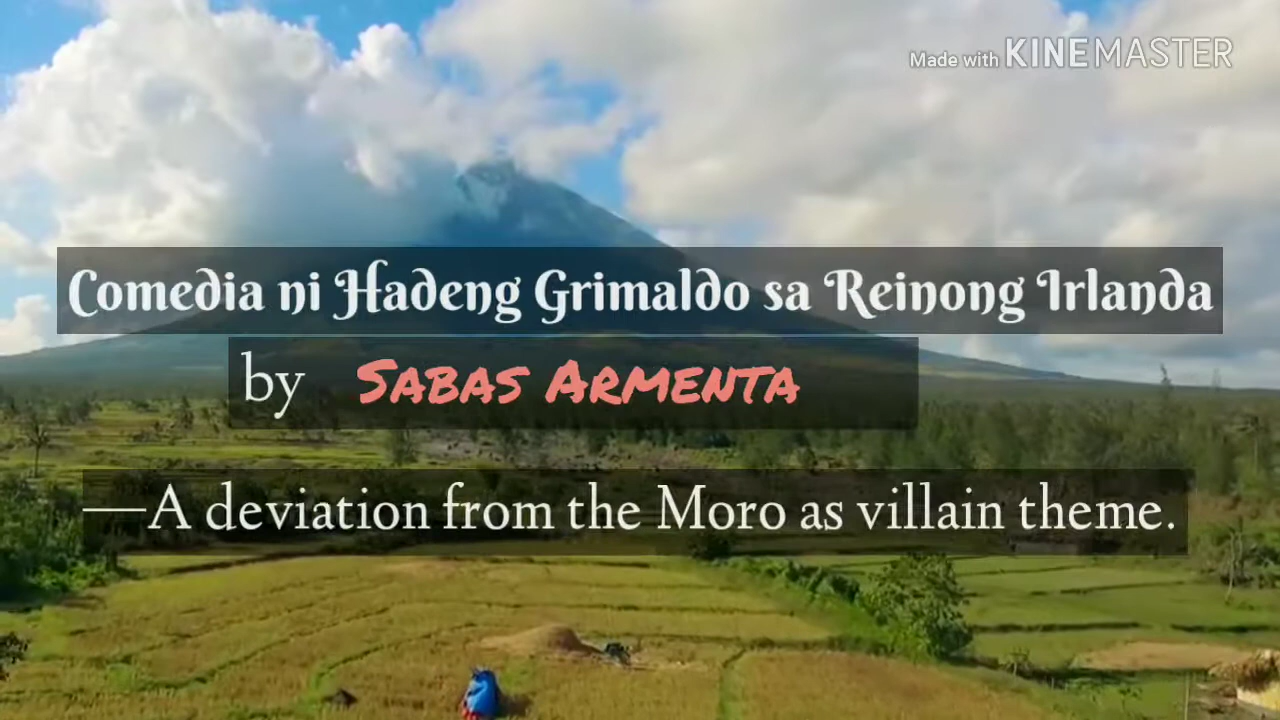 Made with KINEMASTER
Comedia ni Hadeng Grimaldo sa Reinong Irlanda
by Sabas Armenta
—A deviation from the Moro as villain theme.